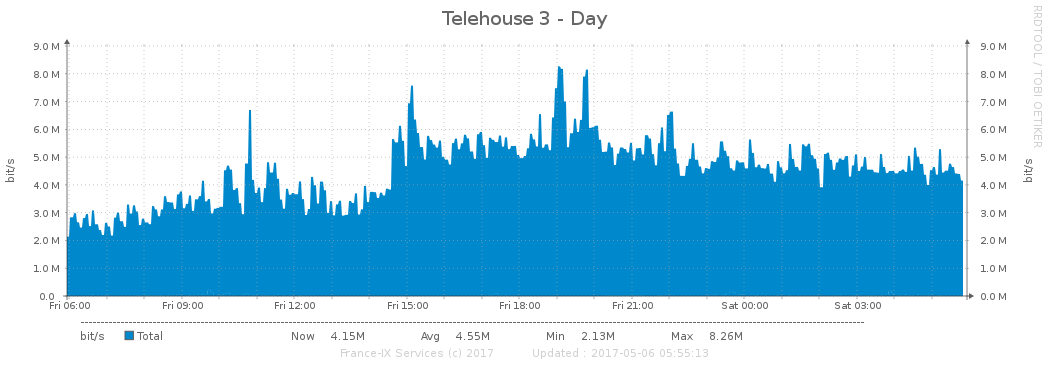 Telehouse 3 - Day
RRDTOOL / TOBI OETIKER
bit/s
9.0 M 9.0 M
8.0 M 8.0 M
7.0 M 7.0 M
6.0 M 6.0 M
5.0 M 5.0 M
4.0 M 4.0 M
3.0 M 3.0 M
2.0 M 2.0 M
1.0 M 1.0 M
0.0 0.0 M
bit/s
Fri 06:00 Fri 09:00 Fri 12:00 Fri 15:00 Fri 18:00 Fri 21:00 Sat 00:00 Sat 03:00
bit/s Total Now 4.15M Avg 4.55M Min 2.13M Max 8.26M
France-IX Services (c) 2017 Updated : 2017-05-06 05:55:13